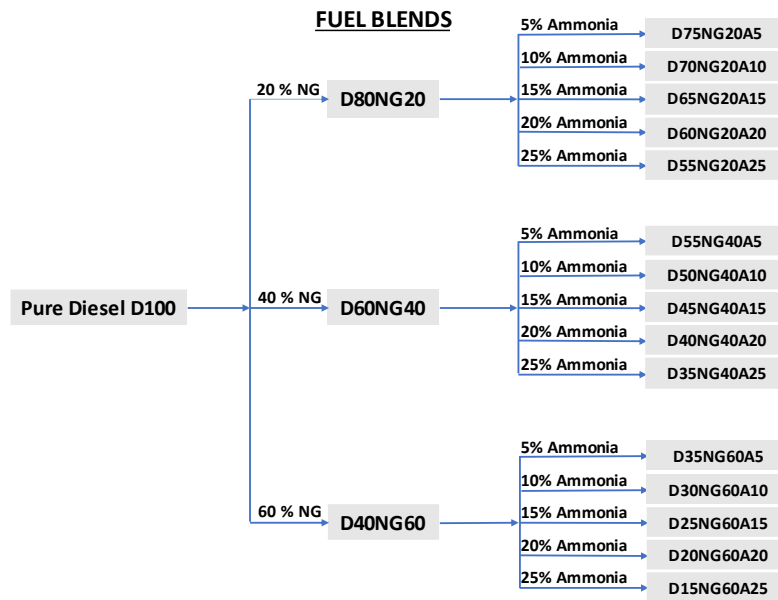 FUEL BLENDS
5% Ammonia
D75NG20A5
10% Ammonia
D70NG20A10
20 % NG
D80NG20
15% Ammonia
D65NG20A15
20% Ammonia
D60NG20A20
25% Ammonia
D55NG20A25
5% Ammonia
D55NG40A5
10% Ammonia
D50NG40A10
Pure Diesel D100
40 % NG
D60NG40
15% Ammonia
D45NG40A15
20% Ammonia
D40NG40A20
25% Ammonia
D35NG40A25
5% Ammonia
D35NG60A5
10% Ammonia
D30NG60A10
60 % NG
D40NG60
15% Ammonia
D25NG60A15
20% Ammonia
D20NG60A20
25% Ammonia
D15NG60A25